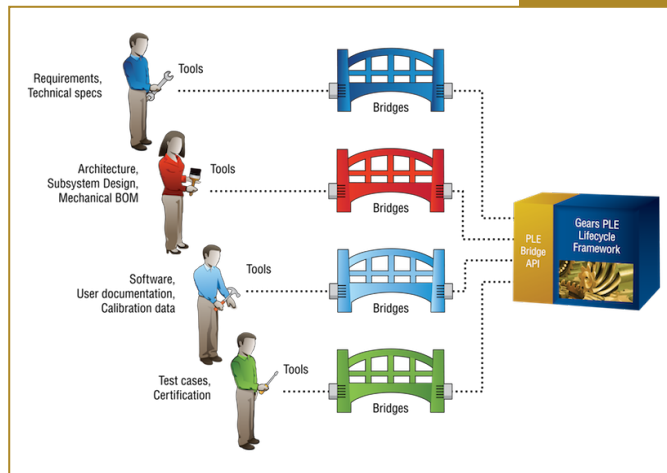 Requirements,
Technical specs
Tools
Bridges
Architecture,
Subsystem Design,
Mechanical BOM
Tools
Bridges
Software,
User documentation,
Calibration data
Tools
Bridges
Test cases,
Certification
Tools
Bridges
PLE
Bridge
API
Gears PLE
Lifecycle
Framework